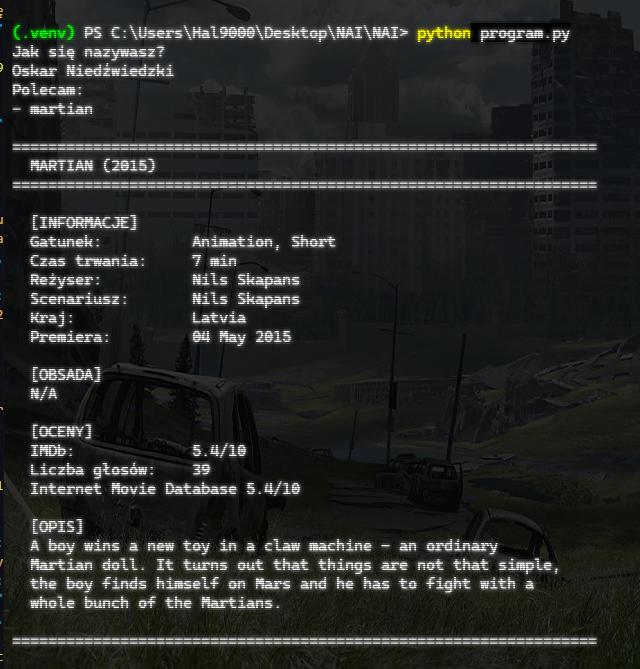 (.venv) PS C:\Users\Hal9000\Desktop\NAI\NAI> python program.py
Jak się nazywasz?
Oskar Niedźwiedzki
Polecam:
- martian
=================================================================
MARTIAN (2015)
=================================================================
[INFORMACJE]
Gatunek: Animation, Short
Czas trwania: 7 min
Reżyser: Nils Skapans
Scenariusz: Nils Skapans
Kraj: Latvia
Premiera: 04 May 2015
[OBSADA]
N/A
[OCENY]
IMDb: 5.4/10
Liczba głosów: 39
Internet Movie Database 5.4/10
[OPIS]
A boy wins a new toy in a claw machine - an ordinary
Martian doll. It turns out that things are not that simple,
the boy finds himself on Mars and he has to fight with a
whole bunch of the Martians.
=================================================================